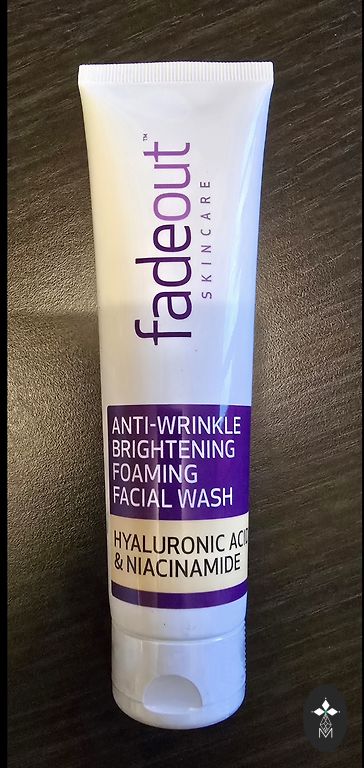 fadeout™
SKINCARE
ANTI-WRINKLE
BRIGHTENING
FOAMING
FACIAL WASH
HYALURONIC ACID
& NIACINAMIDE
M